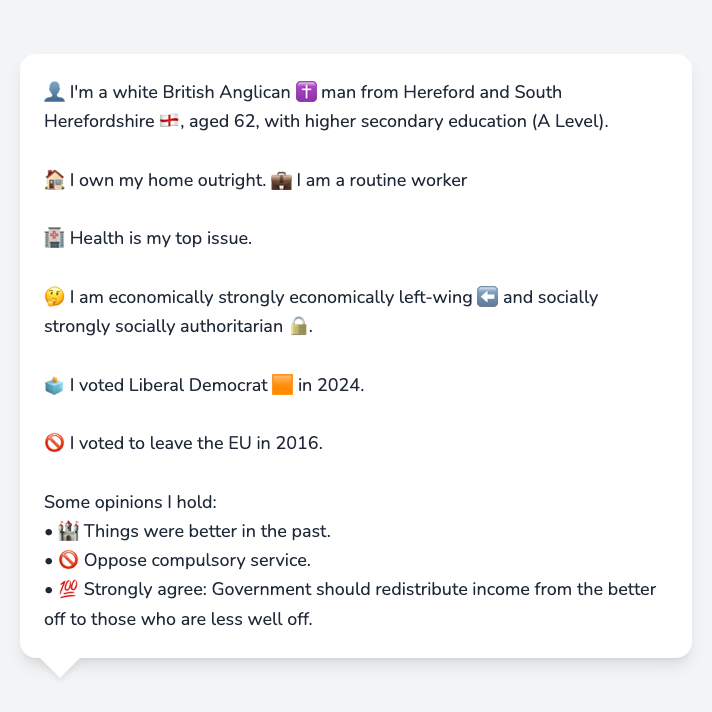 👤 I'm a white British Anglican ✝️ man from Hereford and South
Herefordshire 🏴󠁧󠁢󠁥󠁮󠁧󠁿, aged 62, with higher secondary education (A Level).
🏠 I own my home outright. 💼 I am a routine worker
🏥 Health is my top issue.
🤔 I am economically strongly economically left-wing ⬅️ and socially
strongly socially authoritarian 🔒.
🗳️ I voted Liberal Democrat 🟧 in 2024.
🚫 I voted to leave the EU in 2016.
Some opinions I hold:
• 🏰 Things were better in the past.
• 🚫 Oppose compulsory service.
• 💯 Strongly agree: Government should redistribute income from the better
off to those who are less well off.